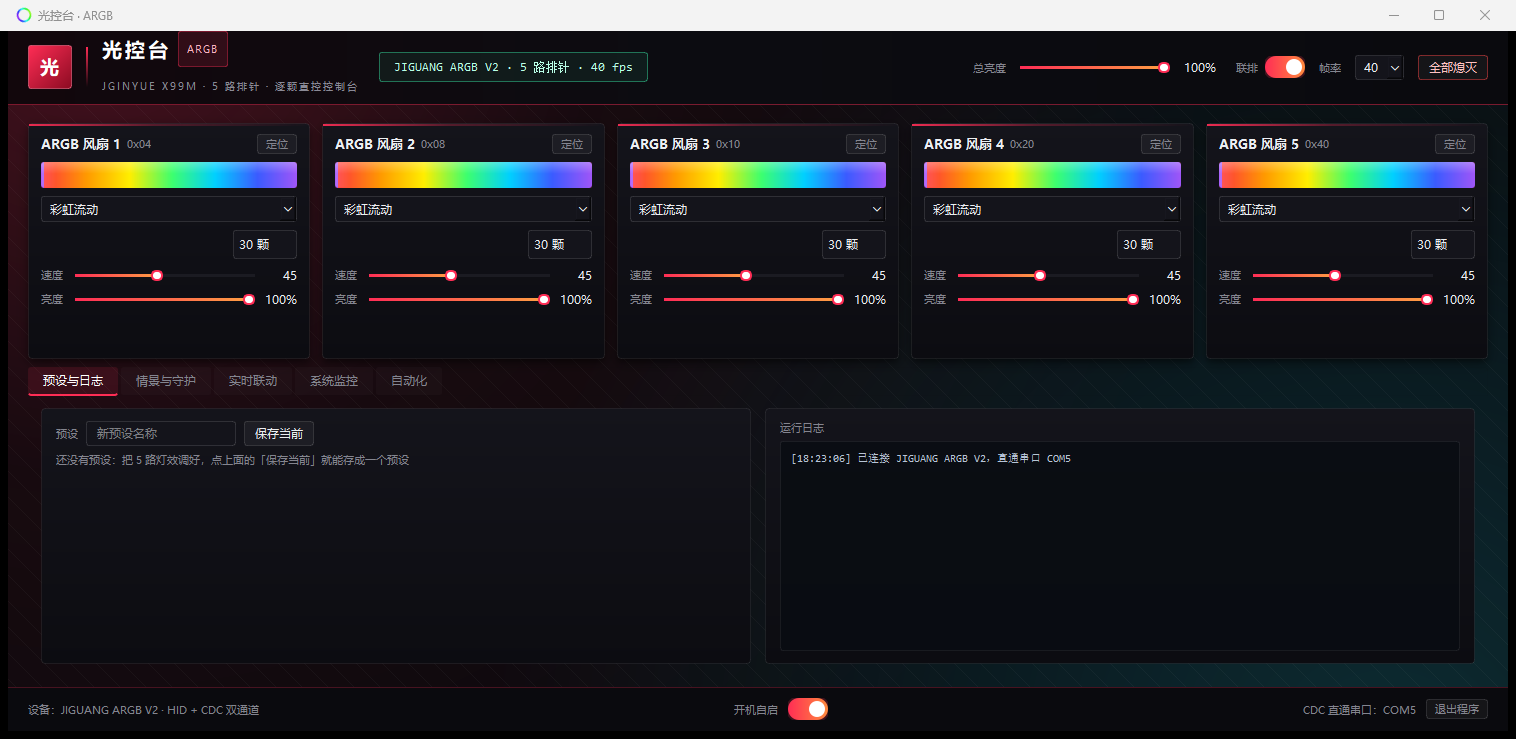 光控台 · ARGB
光
光控台 ARGB
JGINYUE X99M · 5 路排针 · 逐颗直控控制台
JIGUANG ARGB V2 · 5 路排针 · 40 fps
总亮度 100% 联排 帧率 40 全部熄灭
ARGB 风扇 1 0x04 定位
彩虹流动
30 颗
速度 45
亮度 100%
ARGB 风扇 2 0x08 定位
彩虹流动
30 颗
速度 45
亮度 100%
ARGB 风扇 3 0x10 定位
彩虹流动
30 颗
速度 45
亮度 100%
ARGB 风扇 4 0x20 定位
彩虹流动
30 颗
速度 45
亮度 100%
ARGB 风扇 5 0x40 定位
彩虹流动
30 颗
速度 45
亮度 100%
预设与日志 情景与守护 实时联动 系统监控 自动化
预设 新预设名称 保存当前
还没有预设：把 5 路灯效调好，点上面的「保存当前」就能存成一个预设
运行日志
[18:23:06] 已连接 JIGUANG ARGB V2，直通串口 COM5
设备：JIGUANG ARGB V2 · HID + CDC 双通道
开机自启
CDC 直通串口：COM5 退出程序